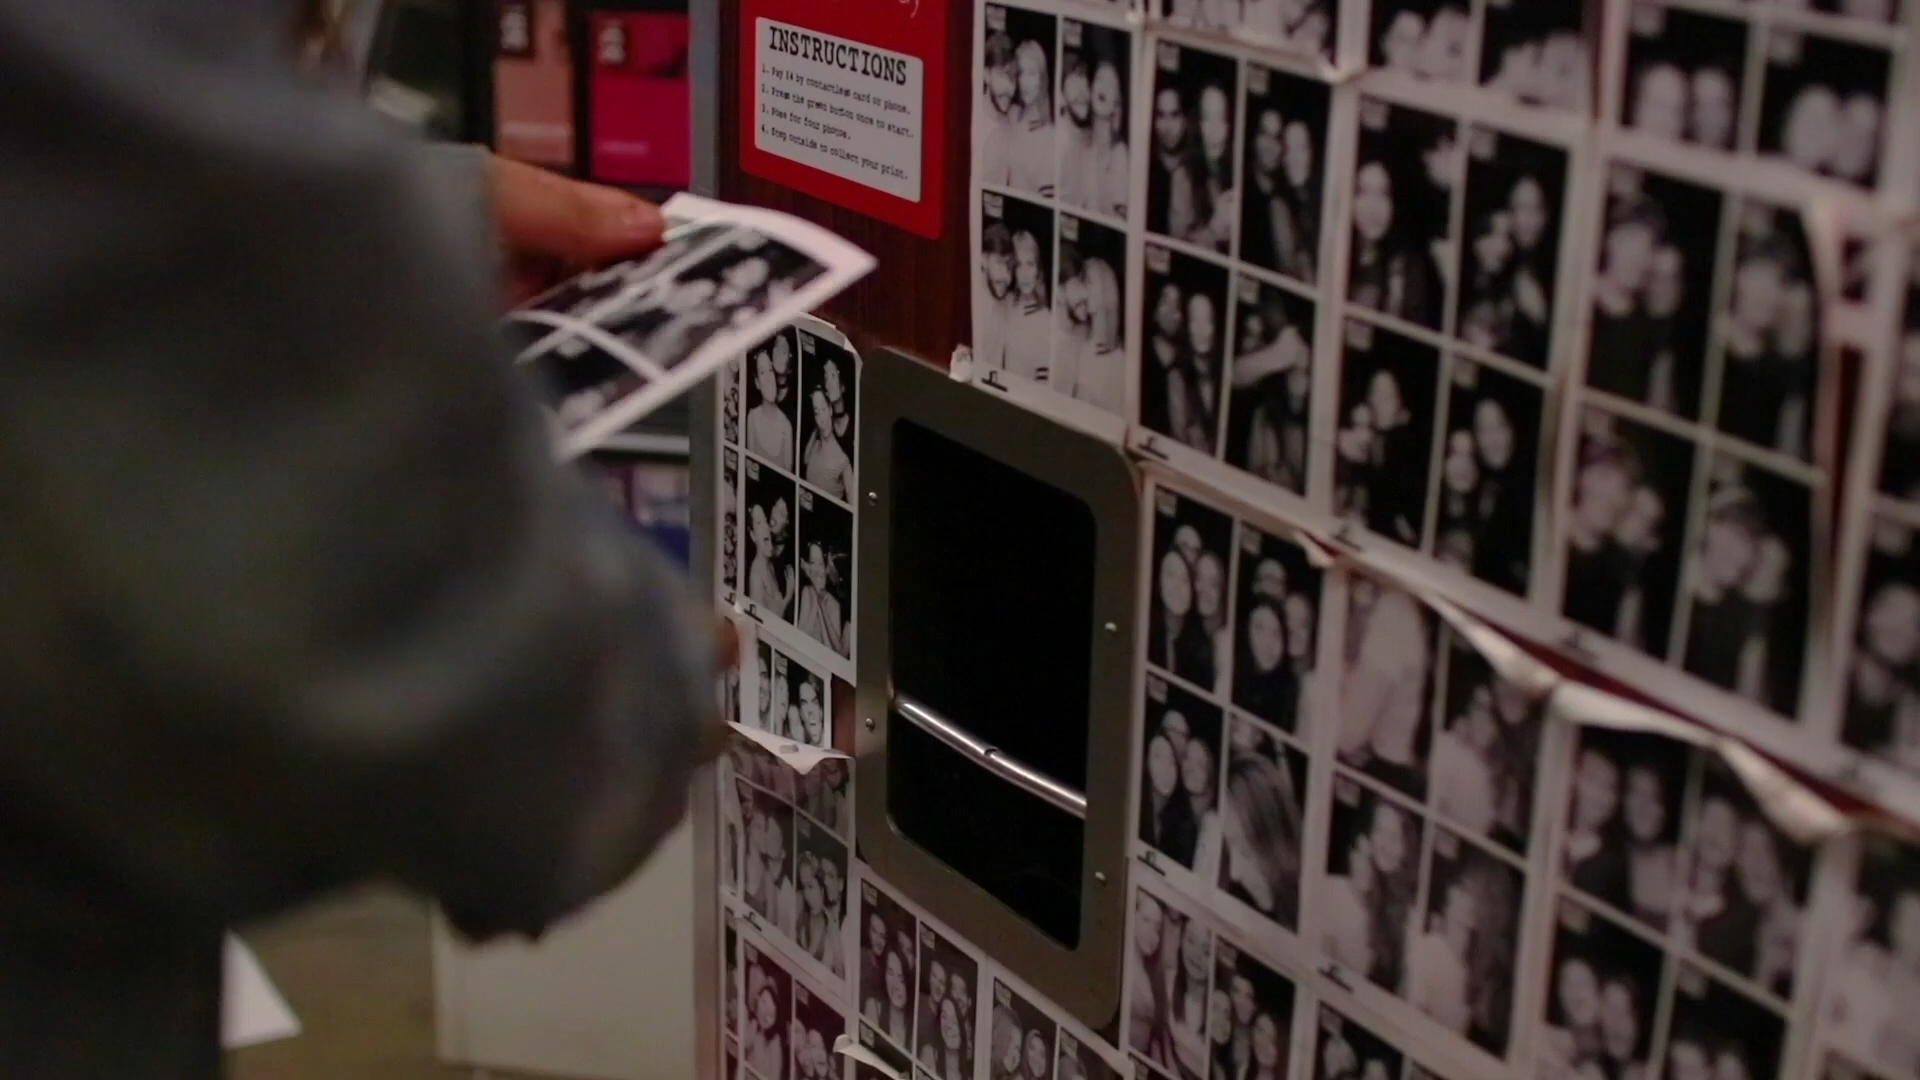 INSTRUCTIONS
1. Pay £4 by contactless card or phone.
2. Press the green button once to start.
3. Pose for four photos.
4. Step outside to collect your print.